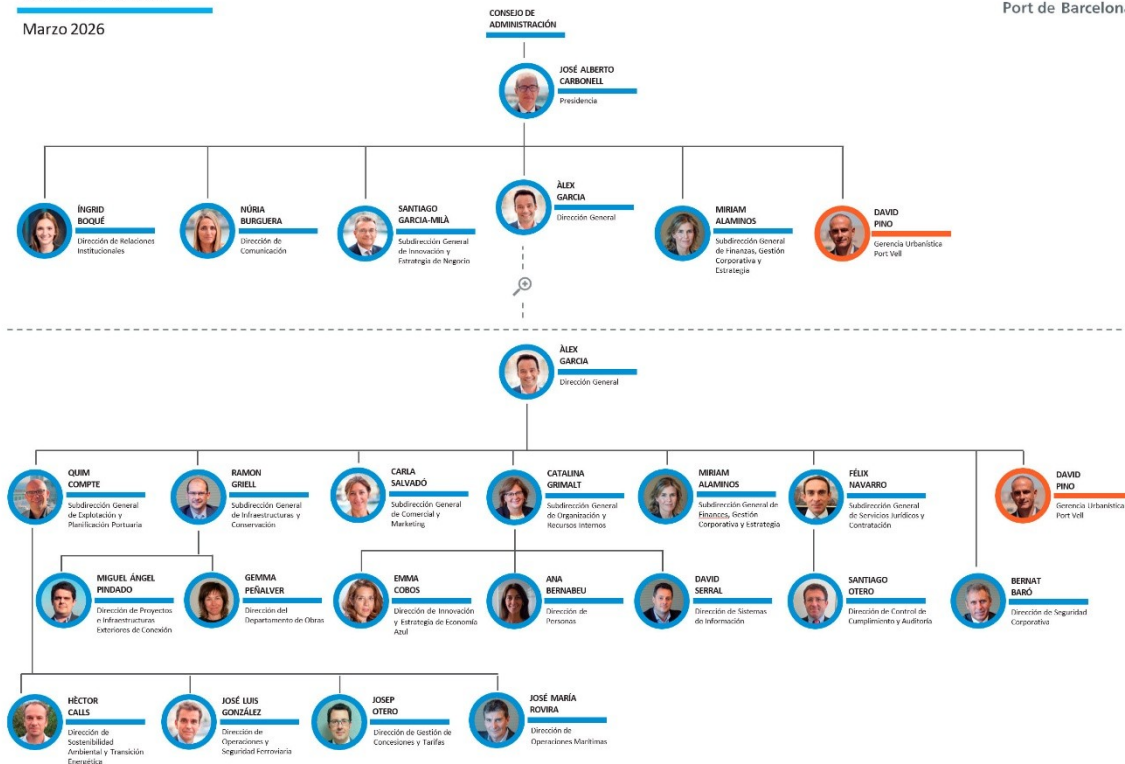 Port de Barcelona
Marzo 2026
CONSEJO DE
ADMINISTRACIÓN
JOSÉ ALBERTO
CARBONELL
Presidencia
ÍNGRID
BOQUÉ
Dirección de Relaciones
Institucionales
NÚRIA
BURGUERA
Dirección de
Comunicación
SANTIAGO
GARCIA-MILÀ
Subdirección General
de Innovación y
Estrategia de Negocio
ÀLEX
GARCIA
Dirección General
MIRIAM
ALAMINOS
Subdirección General
de Finanzas, Gestión
Corporativa y
Estrategia
DAVID
PINO
Gerencia Urbanística
Port Vell
ÀLEX
GARCIA
Dirección General
QUIM
COMPTE
Subdirección General
de Explotación y
Planificación Portuaria
RAMON
GRIELL
Subdirección General
de Infraestructuras y
Conservación
CARLA
SALVADÓ
Subdirección General
de Comercial y
Marketing
CATALINA
GRIMALT
Subdirección General
de Organización y
Recursos Internos
MIRIAM
ALAMINOS
Subdirección General de
Finances, Gestión
Corporativa y Estrategia
FÉLIX
NAVARRO
Subdirección General
de Servicios Jurídicos y
Contratación
DAVID
PINO
Gerencia Urbanística
Port Vell
MIGUEL ÁNGEL
PINDADO
Dirección de Proyectos
e Infraestructuras
Exteriores de Conexión
GEMMA
PEÑALVER
Dirección del
Departamento de Obras
EMMA
COBOS
Dirección de Innovación
y Estrategia de Economía
Azul
ANA
BERNABEU
Dirección de
Personas
DAVID
SERRAL
Dirección de Sistemas
de Información
SANTIAGO
OTERO
Dirección de Control de
Cumplimiento y Auditoría
BERNAT
BARÓ
Dirección de Seguridad
Corporativa
HÈCTOR
CALLS
Dirección de
Sostenibilidad
Ambiental y Transición
Energética
JOSÉ LUIS
GONZÁLEZ
Dirección de
Operaciones y
Seguridad Ferroviaria
JOSEP
OTERO
Dirección de Gestión de
Concesiones y Tarifas
JOSÉ MARÍA
ROVIRA
Dirección de
Operaciones Marítimas